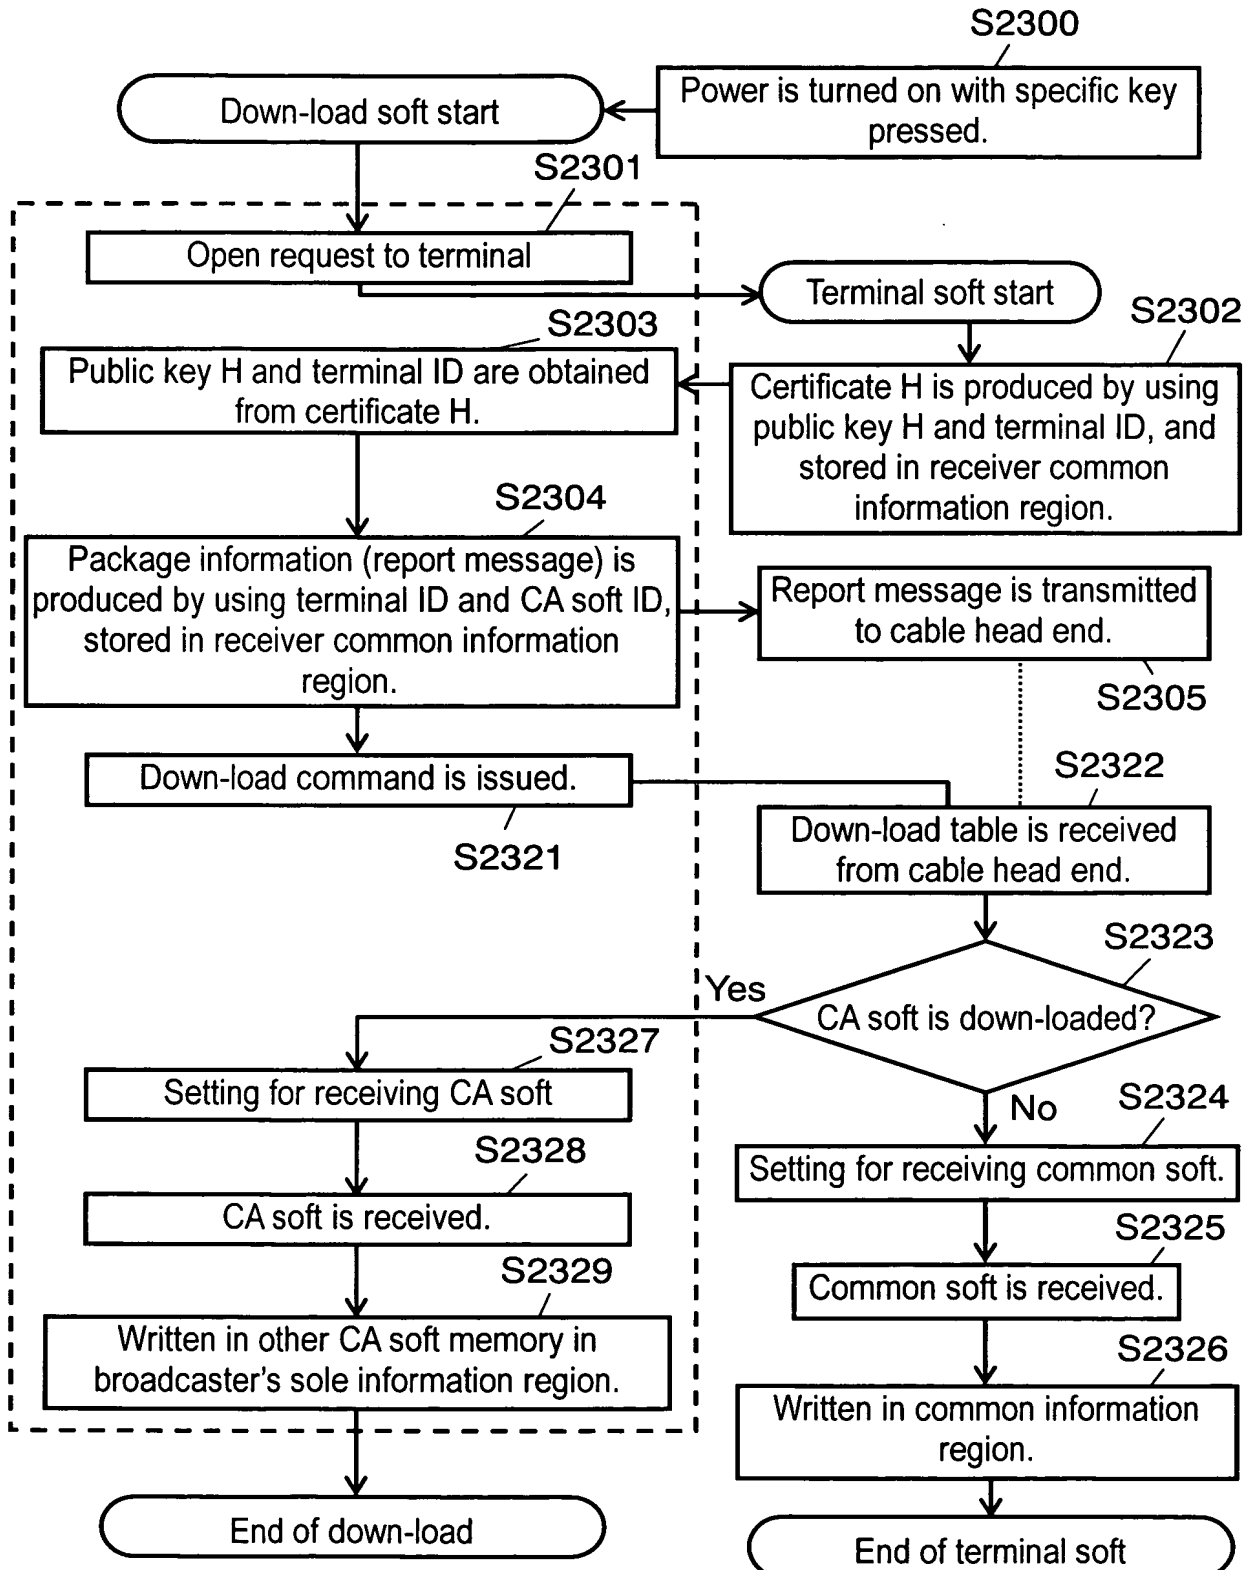 S2300
Down-load soft start
Power is turned on with specific key
pressed.
S2301
Open request to terminal
Terminal soft start
S2302
S2303
Public key H and terminal ID are obtained
from certificate H.
Certificate H is produced by using
public key H and terminal ID, and
stored in receiver common
information region.
S2304
Package information (report message) is
produced by using terminal ID and CA soft ID,
stored in receiver common information
region.
Report message is transmitted
to cable head end.
S2305
Down-load command is issued.
S2321
S2322
Down-load table is received
from cable head end.
S2323
CA soft is down-loaded?
Yes
No
S2327
Setting for receiving CA soft
S2324
Setting for receiving common soft.
S2328
CA soft is received.
S2325
Common soft is received.
S2329
Written in other CA soft memory in
broadcaster's sole information region.
S2326
Written in common information
region.
End of down-load
End of terminal soft